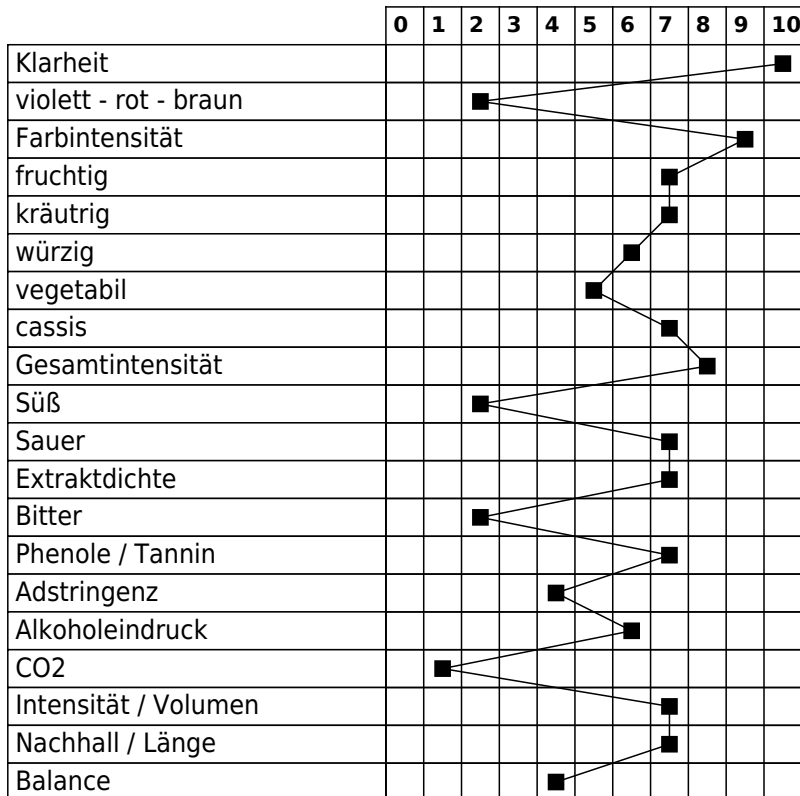 0 1 2 3 4 5 6 7 8 9 10
Klarheit
violett - rot - braun
Farbintensität
fruchtig
kräutrig
würzig
vegetabil
cassis
Gesamtintensität
Süß
Sauer
Extraktdichte
Bitter
Phenole / Tannin
Adstringenz
Alkoholeindruck
CO2
Intensität / Volumen
Nachhall / Länge
Balance